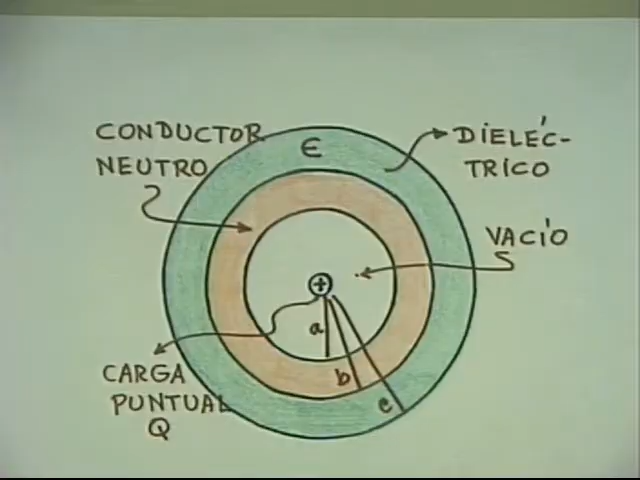 CONDUCTOR
NEUTRO
ϵ
DIELÉC-
TRICO
VACÍO
+
a
b
c
CARGA
PUNTUAL
Q